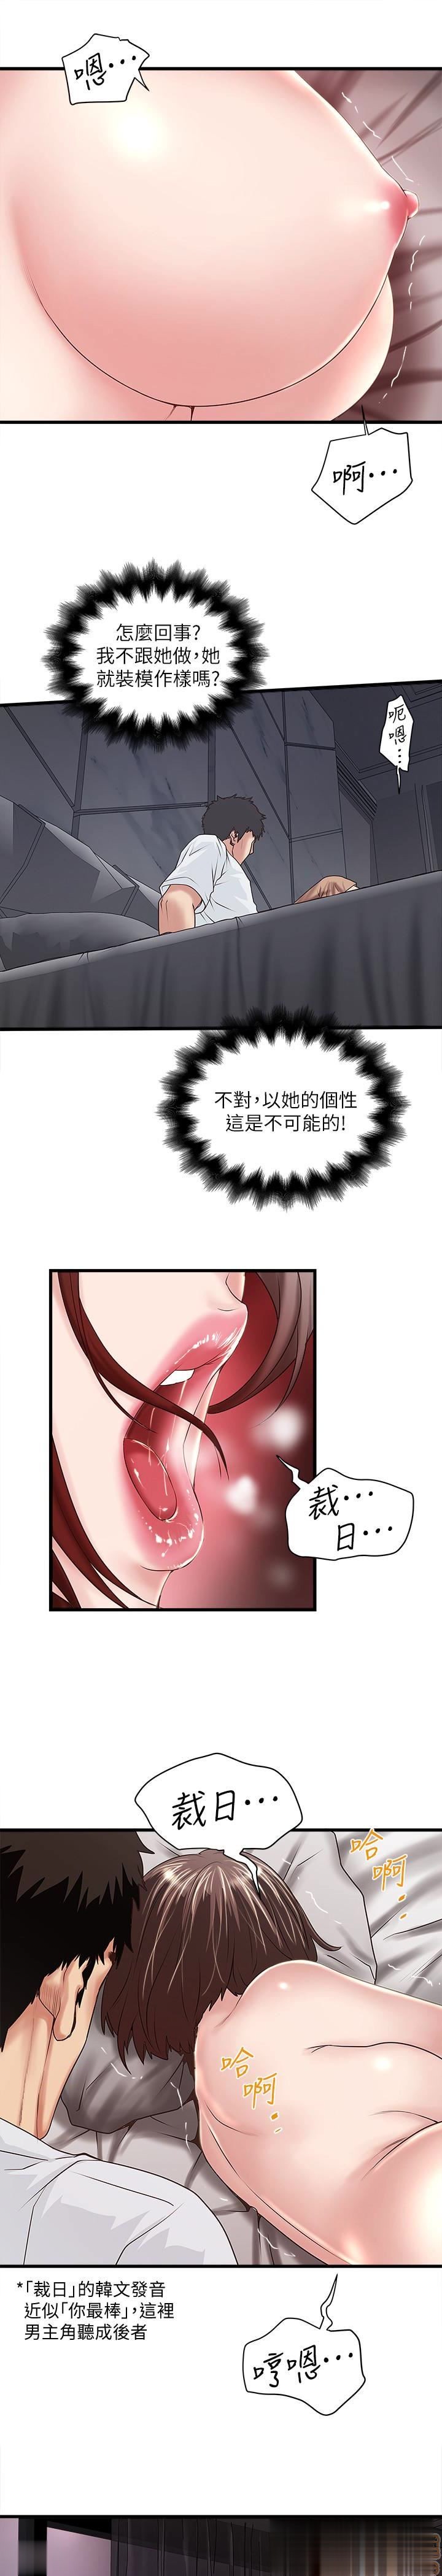 嗯…
啊…
怎麼回事?
我不跟她做,她
就裝模作樣嗎?
呃嗯…
不對,以她的個性
這是不可能的!
裁…
日…
裁日…
哈啊…
哈啊…
*「裁日」的韓文發音
近似「你最棒」,這裡
男主角聽成後者
哼嗯…